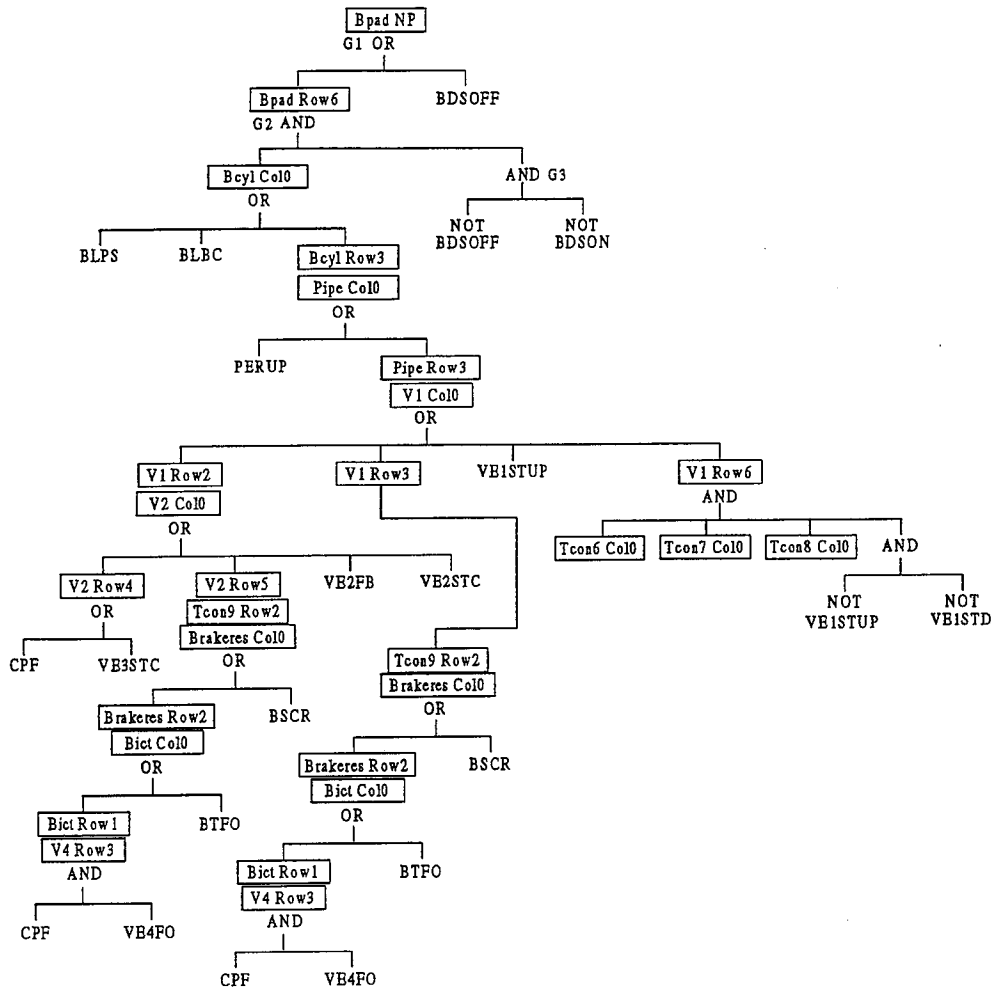 Bpad NP
G1 OR
Bpad Row6
BDSOFF
G2 AND
Bcyl Col0
AND G3
OR
NOT
BDSOFF
NOT
BDSON
BLPS
BLBC
Bcyl Row3
Pipe Col0
OR
PERUP
Pipe Row3
V1 Col0
OR
V1 Row2
V1 Row3
VB1STUP
V1 Row6
V2 Col0
AND
OR
Tcon6 Col0
Tcon7 Col0
Tcon8 Col0
AND
V2 Row4
V2 Row5
VB2FB
VB2STC
OR
Tcon9 Row2
NOT
VB1STUP
NOT
VB1STD
Brakeres Col0
CPF
VB3STC
OR
Tcon9 Row2
Brakeres Col0
OR
Brakeres Row2
BSCR
Bict Col0
OR
Brakeres Row2
BSCR
Bict Col0
OR
Bict Row1
BTFO
V4 Row3
AND
Bict Row1
BTFO
V4 Row3
AND
CPF
VB4FO
CPF
VB4FO